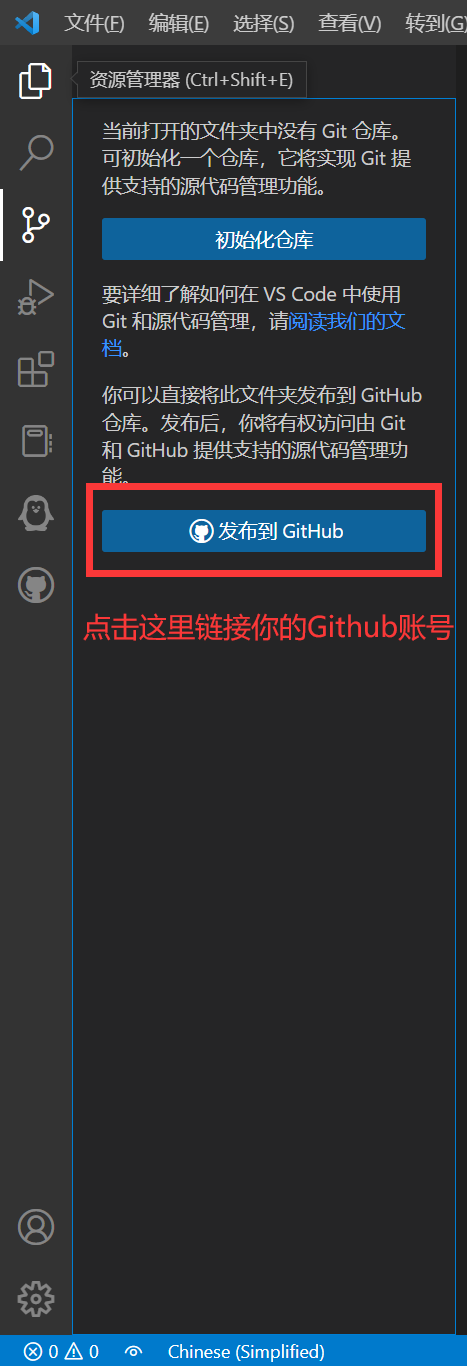 文件(F) 编辑(E) 选择(S) 查看(V) 转到(G)
资源管理器 (Ctrl+Shift+E)
当前打开的文件夹中没有 Git 仓库。
可初始化一个仓库，它将实现 Git 提
供支持的源代码管理功能。
初始化仓库
要详细了解如何在 VS Code 中使用
Git 和源代码管理，请阅读我们的文
档。
你可以直接将此文件夹发布到 GitHub
仓库。发布后，你将有权访问由 Git
和 GitHub 提供支持的源代码管理功
能。
发布到 GitHub
点击这里链接你的Github账号
0 0 Chinese (Simplified)